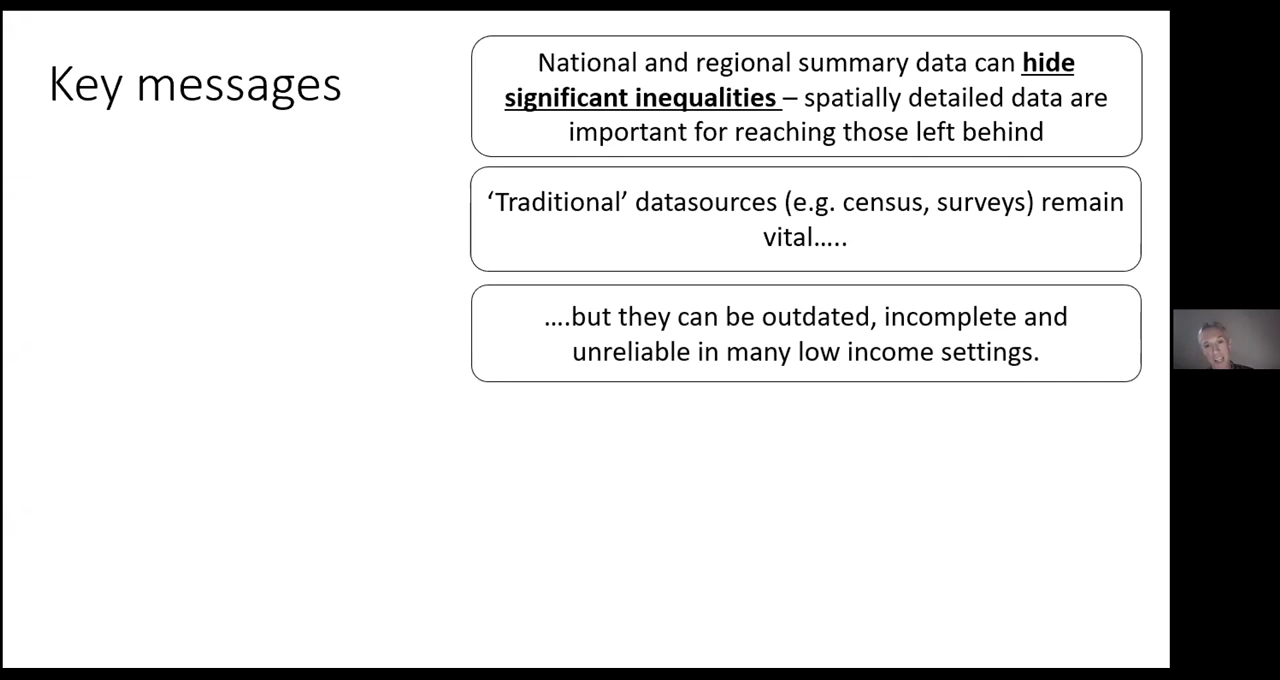 Key messages
National and regional summary data can hide
significant inequalities – spatially detailed data are
important for reaching those left behind
‘Traditional’ datasources (e.g. census, surveys) remain
vital…..
….but they can be outdated, incomplete and
unreliable in many low income settings.